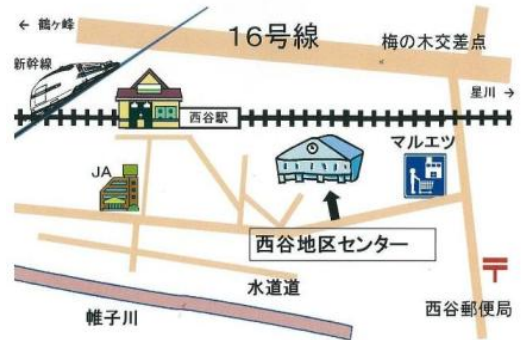 ← 鶴ヶ峰
16号線
梅の木交差点
新幹線
星川 →
西谷駅
マルエツ
JA
西谷地区センター
水道道
西谷郵便局
帷子川